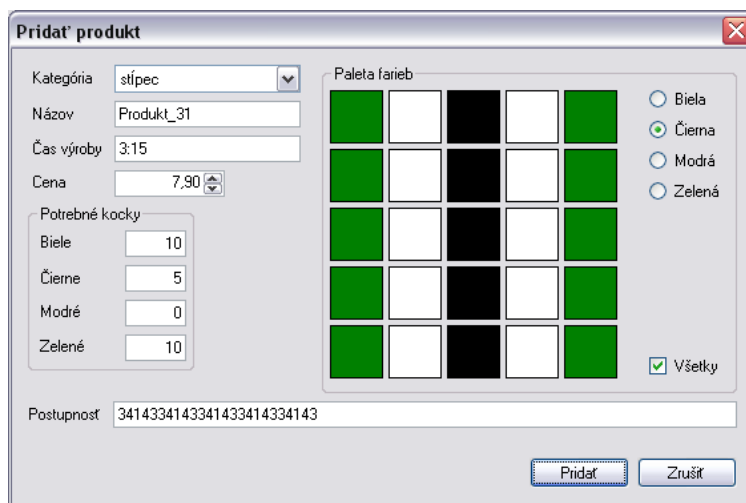 Pridať produkt
Kategória stĺpec
Názov Produkt_31
Čas výroby 3:15
Cena 7,90
Potrebné kocky
Biele 10
Čierne 5
Modré 0
Zelené 10
Paleta farieb
Biela
Čierna
Modrá
Zelená
Všetky
Postupnosť 3414334143341433414334143
Pridať Zrušiť